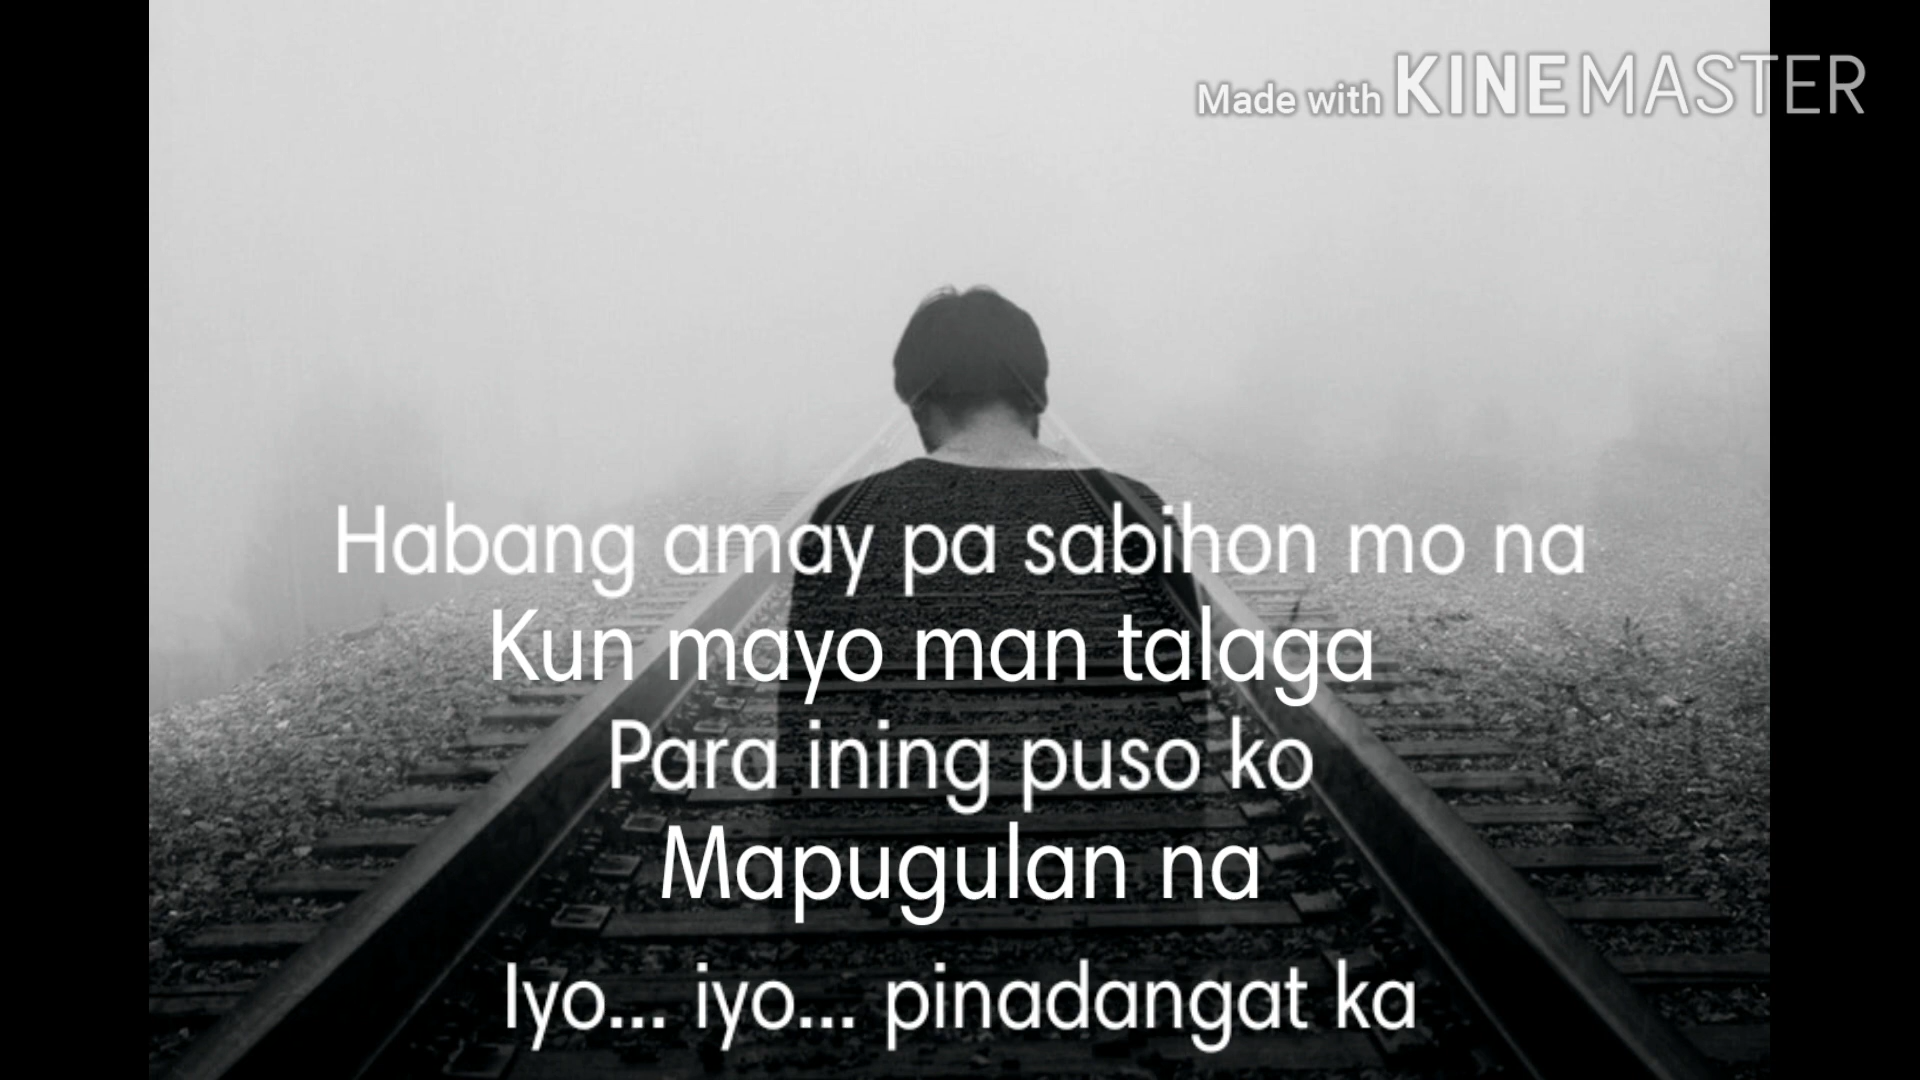 Made with KINEMASTER
Habang amay pa sabihon mo na
Kun mayo man talaga
Para ining puso ko
Mapugulan na
Iyo... iyo... pinadangat ka